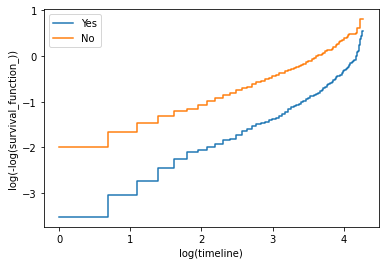 Yes
No
1
0
−1
−2
−3
log(-log(survival_function_))
0
1
2
3
4
log(timeline)